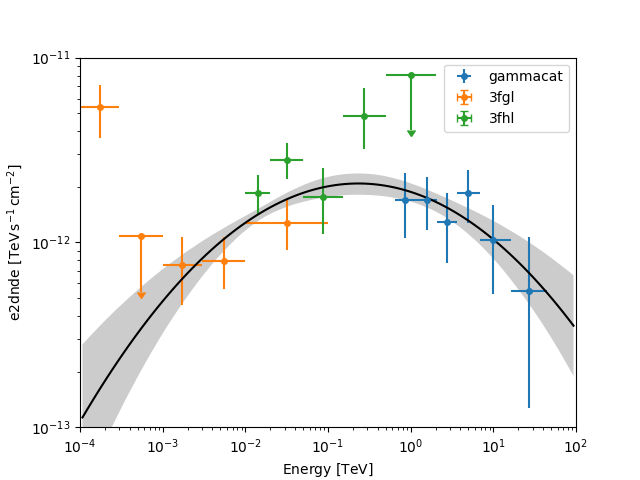 10⁻¹¹
gammacat
3fgl
3fhl
10⁻¹²
e2dnde [TeV s⁻¹ cm⁻²]
10⁻¹³
10⁻⁴ 10⁻³ 10⁻² 10⁻¹ 10⁰ 10¹ 10²
Energy [TeV]